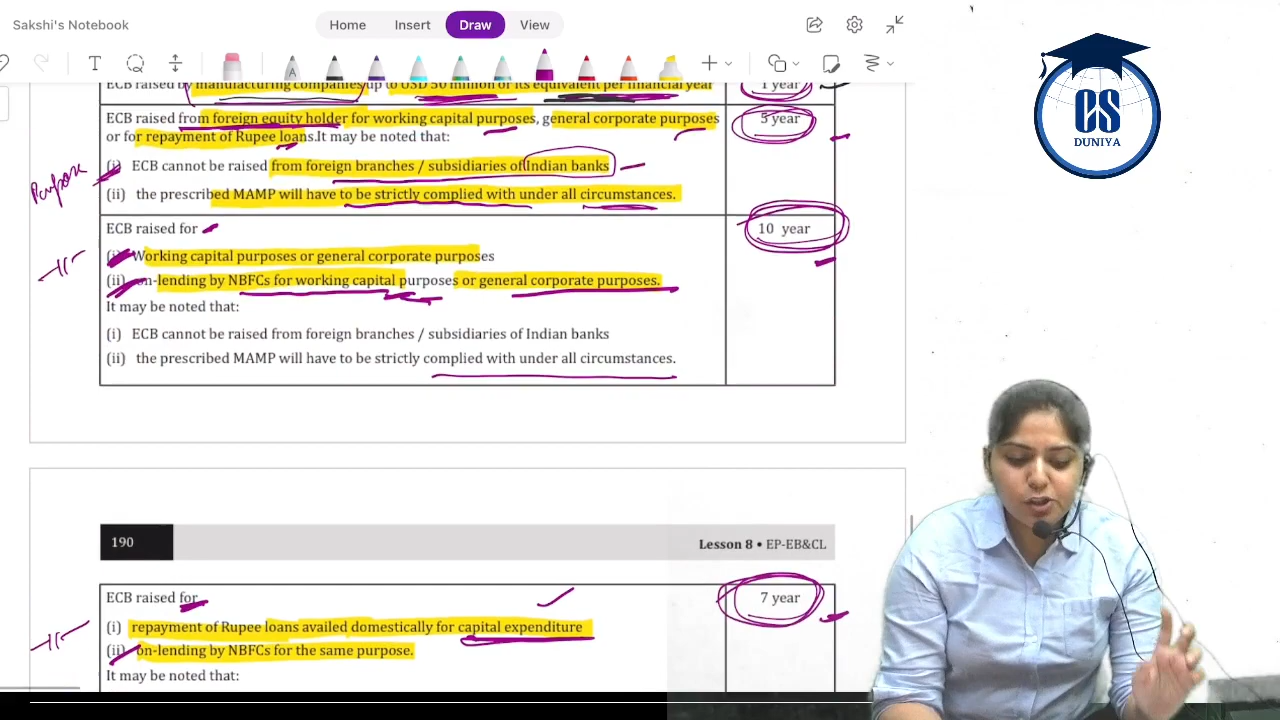 Sakshi's Notebook
Home Insert Draw View
ECB raised by manufacturing companies up to USD 50 million or its equivalent per financial year
1 year
ECB raised from foreign equity holder for working capital purposes, general corporate purposes
5 year
or for repayment of Rupee loans.It may be noted that:
(i) ECB cannot be raised from foreign branches / subsidiaries of Indian banks
Purpose
(ii) the prescribed MAMP will have to be strictly complied with under all circumstances.
ECB raised for
10 year
(i) Working capital purposes or general corporate purposes
(ii) on-lending by NBFCs for working capital purposes or general corporate purposes.
It may be noted that:
(i) ECB cannot be raised from foreign branches / subsidiaries of Indian banks
(ii) the prescribed MAMP will have to be strictly complied with under all circumstances.
190
Lesson 8 • EP-EB&CL
ECB raised for
7 year
(i) repayment of Rupee loans availed domestically for capital expenditure
(ii) on-lending by NBFCs for the same purpose.
It may be noted that:
CS
DUNIYA